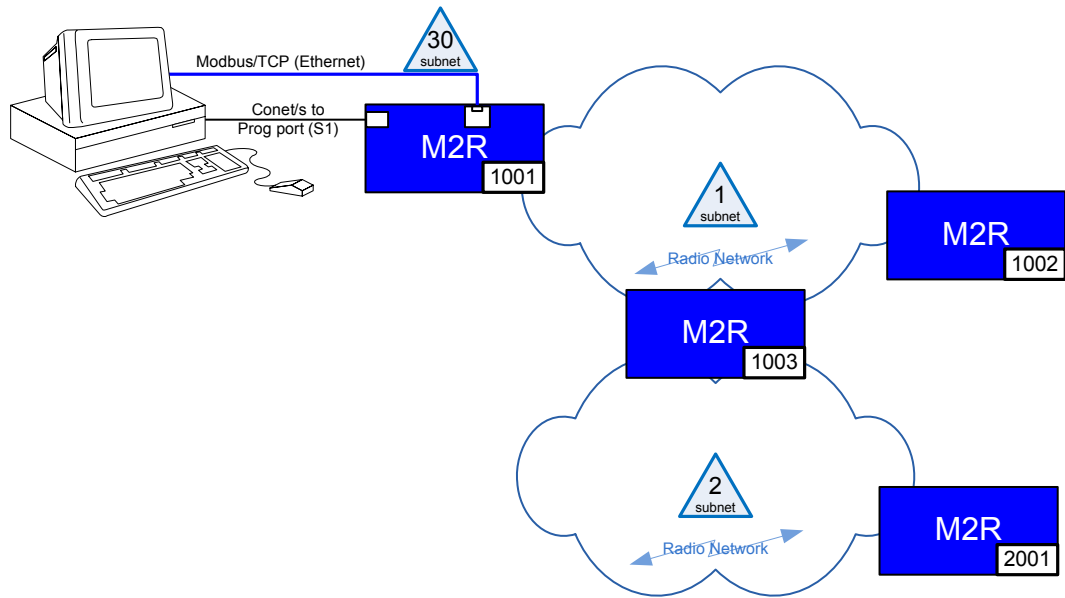 30
subnet
Modbus/TCP (Ethernet)
Conet/s to
Prog port (S1)
M2R
1001
1
subnet
Radio Network
M2R
1002
M2R
1003
2
subnet
Radio Network
M2R
2001